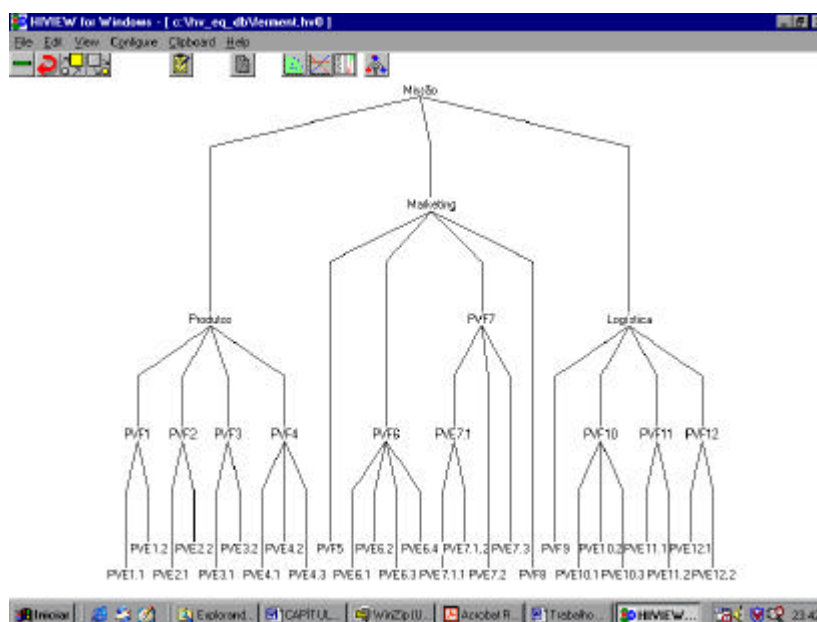 HIVIEW for Windows - [ c:\hv_eq_db\Verment.hv0 ]
File Edit View Configure Clipboard Help
Missão
Marketing
Produtos PVF7 Logística
PVF1 PVF2 PVF3 PVF4 PVF6 PVE7.1 PVF10 PVF11 PVF12
PVE1.2 PVE2.2 PVE3.2 PVE4.2 PVF5 PVE6.2 PVE6.4 PVE7.1.2 PVE7.3 PVF9 PVE10.2 PVE11.1 PVE12.1
PVE1.1 PVE2.1 PVE3.1 PVE4.1 PVE4.3 PVE6.1 PVE6.3 PVE7.1.1 PVE7.2 PVF8 PVE10.1 PVE10.3 PVE11.2 PVE12.2
Iniciar Explorand... CAPÍTUL... WinZip (U... Acrobat R... Trabalho... HIVIEW... 23:42